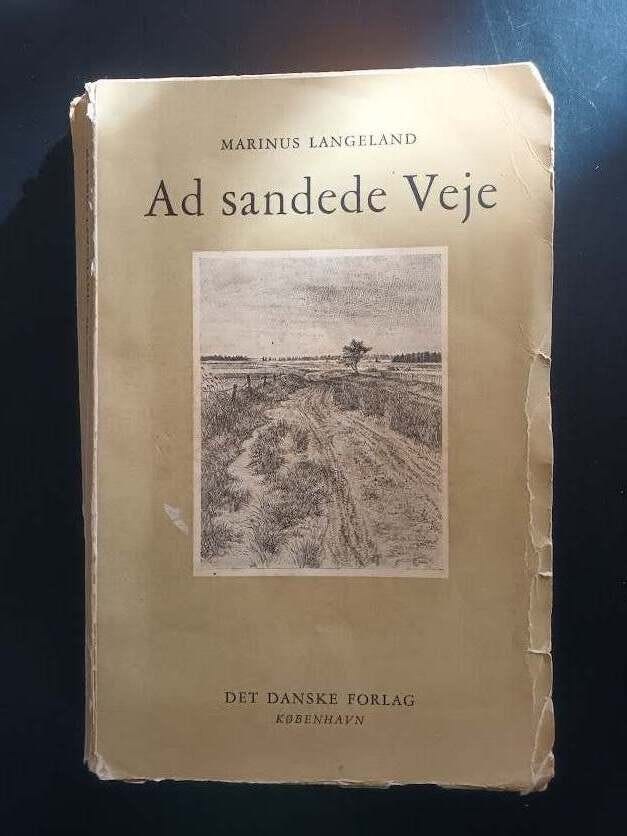 MARINUS LANGELAND
Ad sandede Veje
DET DANSKE FORLAG
KØBENHAVN